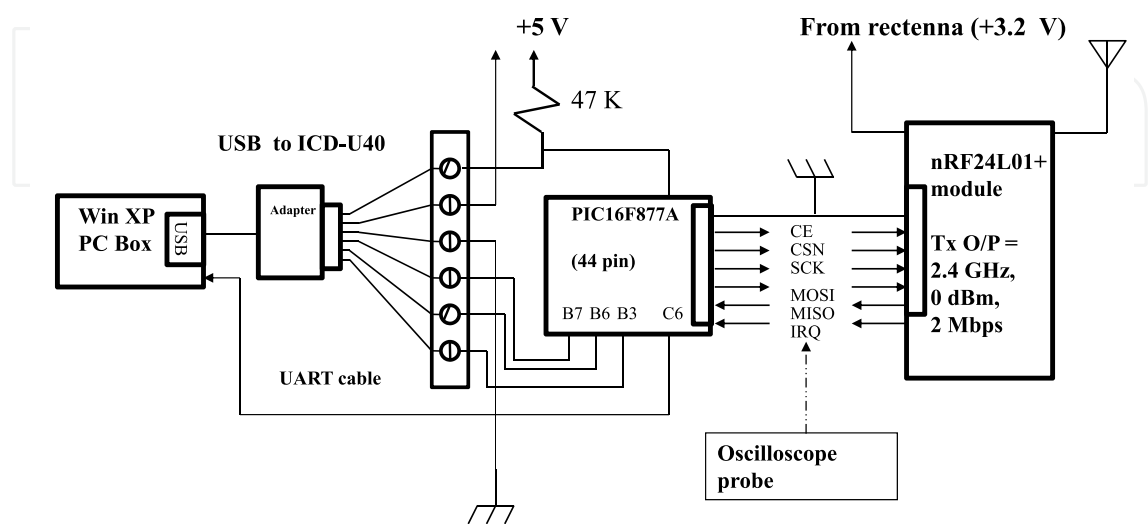 +5 V
From rectenna (+3.2 V)
47 K
USB to ICD-U40
Win XP
PC Box
USB
Adapter
PIC16F877A
(44 pin)
B7 B6 B3 C6
CE
CSN
SCK
MOSI
MISO
IRQ
nRF24L01+
module
Tx O/P =
2.4 GHz,
0 dBm,
2 Mbps
UART cable
Oscilloscope
probe